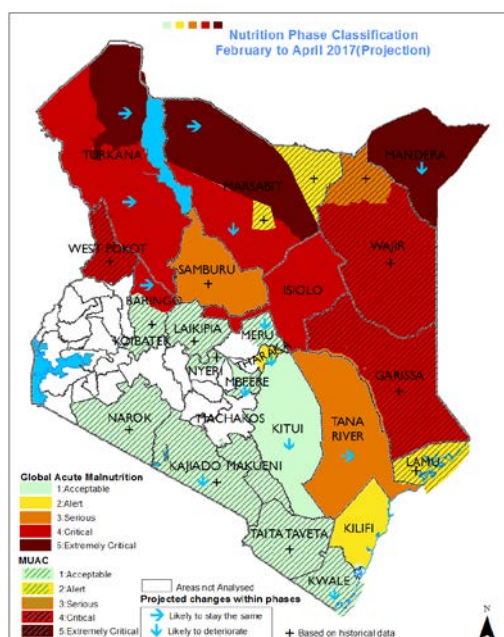 Nutrition Phase Classification
February to April 2017(Projection)
TURKANA
MARSABIT
MANDERA
WAJIR
WEST POKOT
SAMBURU
ISIOLO
BARINGO
LAIKIPIA
MERU
KOIBATEK
THARAKA
NYERI
MBEERE
GARISSA
MACHAKOS
NAROK
KITUI
TANA
RIVER
KAJIADO
MAKUENI
LAMU
KILIFI
TAITA TAVETA
KWALE
Global Acute Malnutrition
1:Acceptable
2:Alert
3:Serious
4:Critical
5:Extremely Critical
MUAC
1:Acceptable
2:Alert
3:Serious
4:Critical
5:Extremely Critical
Areas not Analysed
Projected changes within phases
Likely to stay the same
Likely to deteriorate
Based on historical data
N